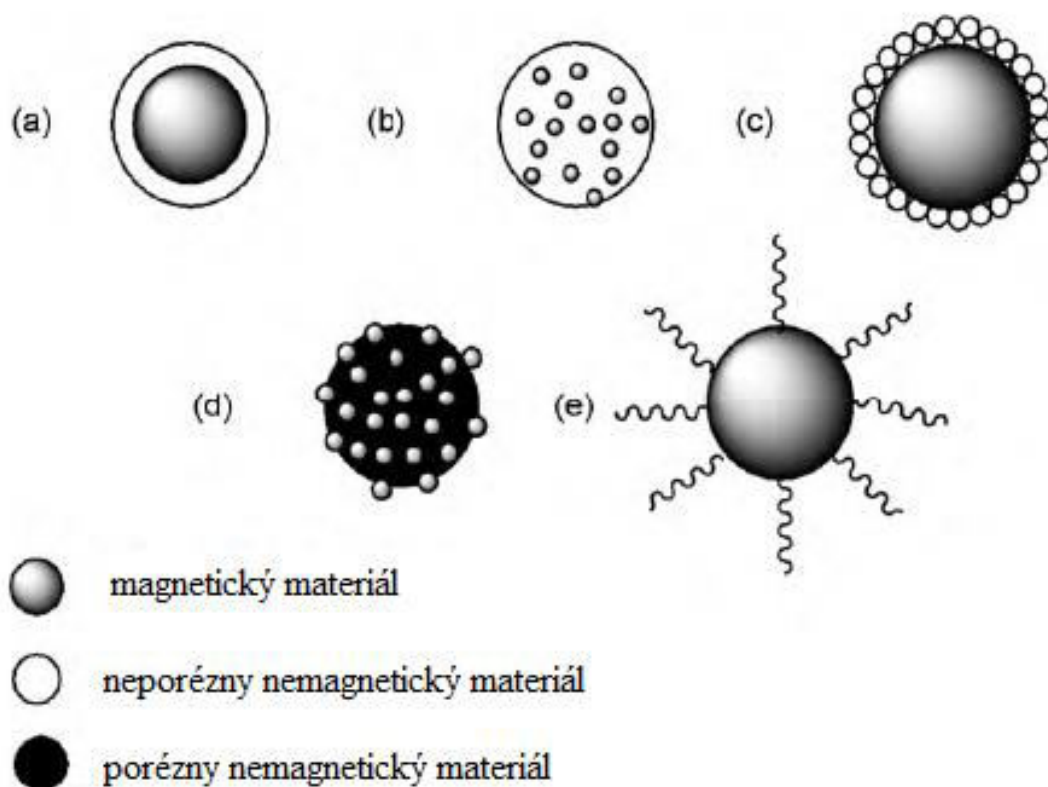 (a) (b) (c)
(d) (e)
magnetický materiál
neporézny nemagnetický materiál
porézny nemagnetický materiál